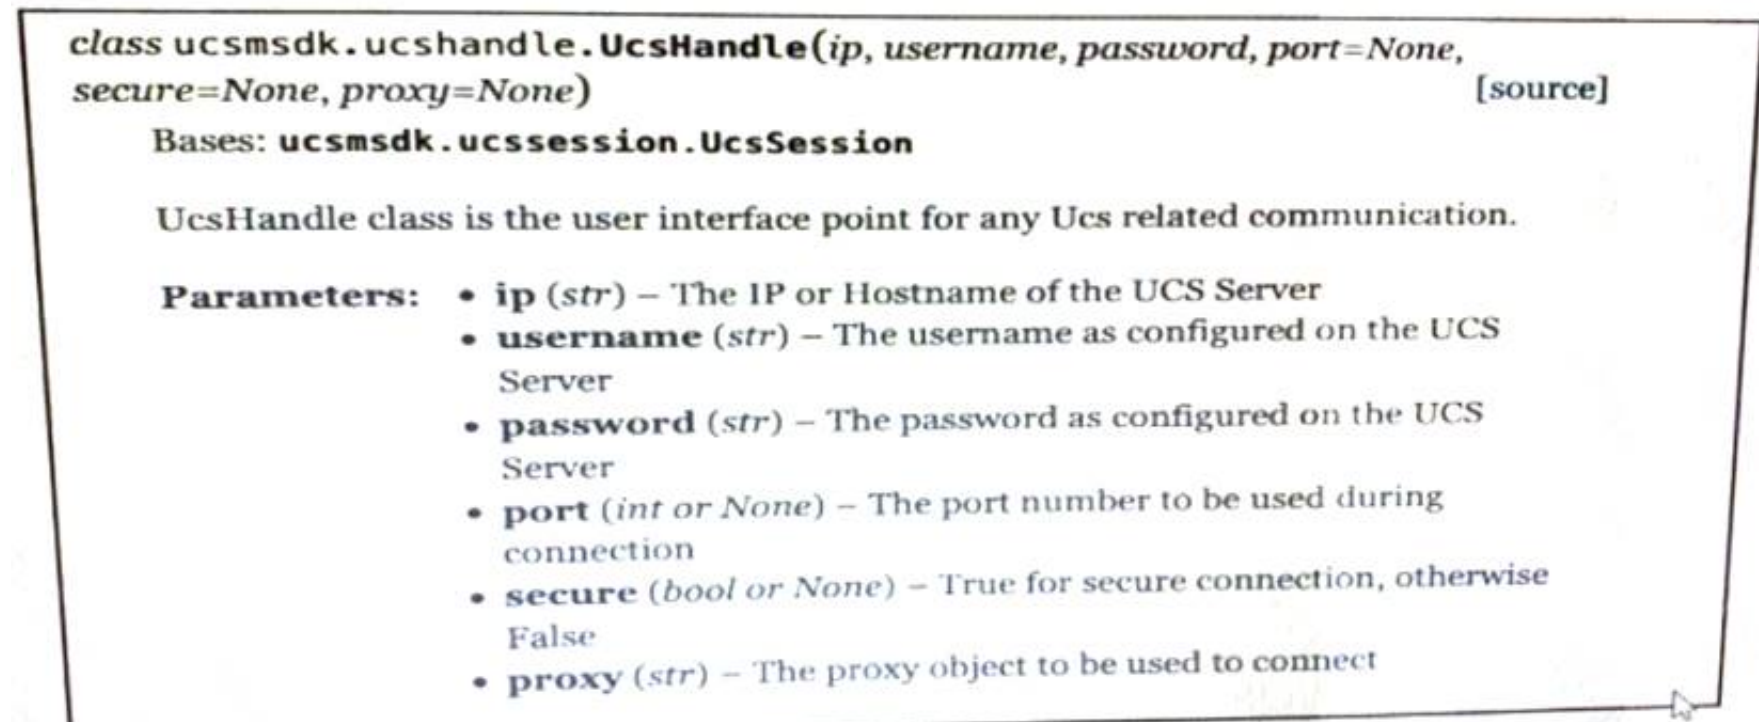 class ucsmsdk.ucshandle.UcsHandle(ip, username, password, port=None,
secure=None, proxy=None) [source]
Bases: ucsmsdk.ucssession.UcsSession
UcsHandle class is the user interface point for any Ucs related communication.
Parameters: • ip (str) – The IP or Hostname of the UCS Server
• username (str) – The username as configured on the UCS
Server
• password (str) – The password as configured on the UCS
Server
• port (int or None) – The port number to be used during
connection
• secure (bool or None) – True for secure connection, otherwise
False
• proxy (str) – The proxy object to be used to connect